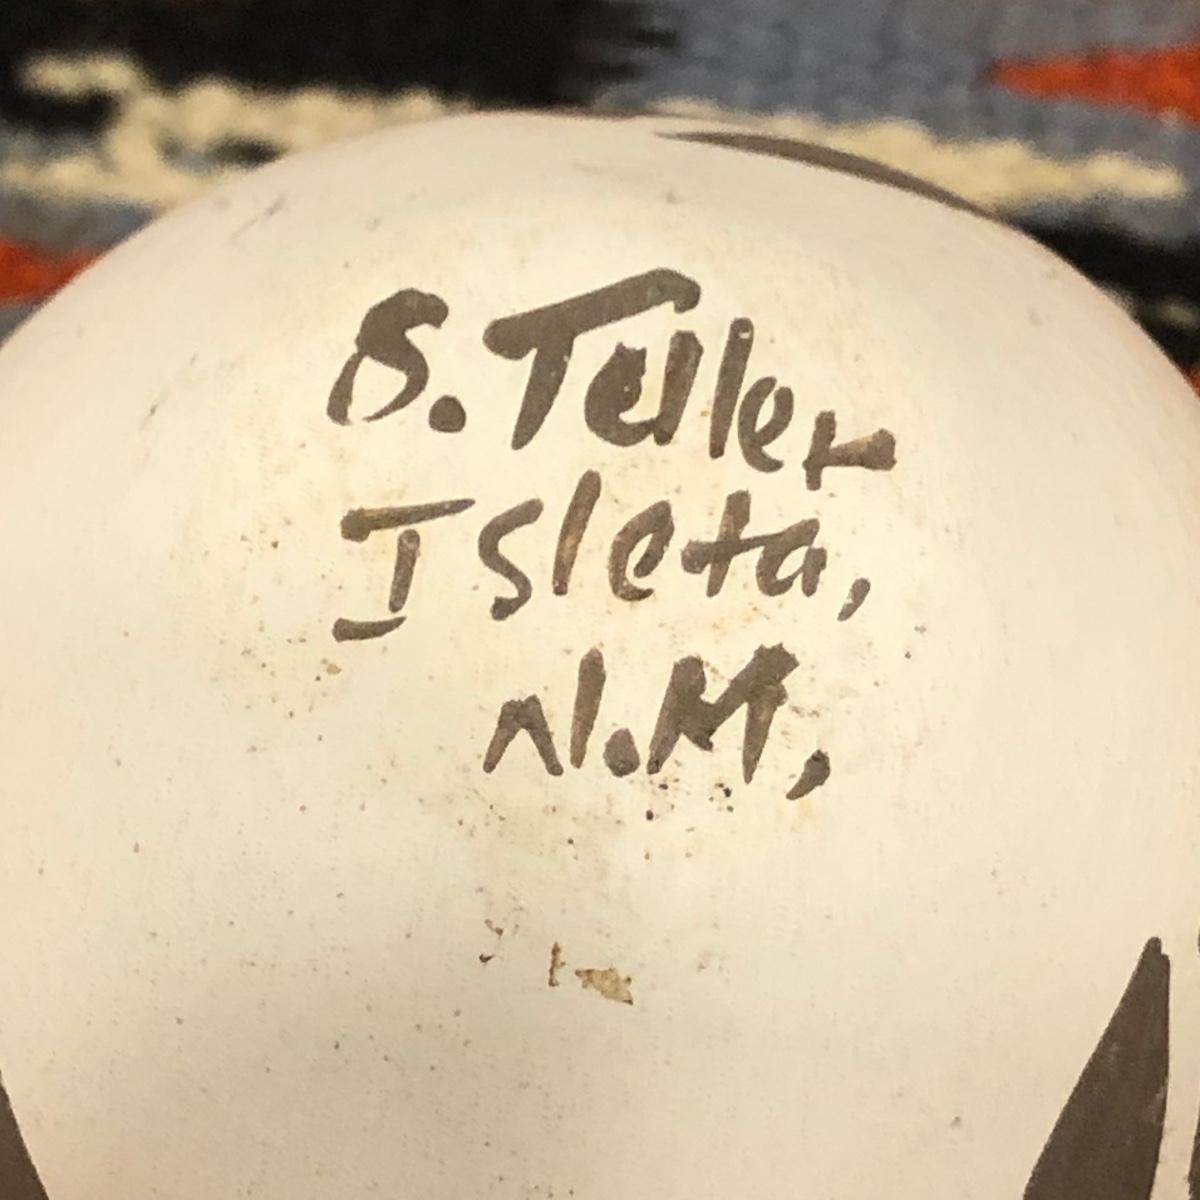 S. Teller
Isleta,
N.M,